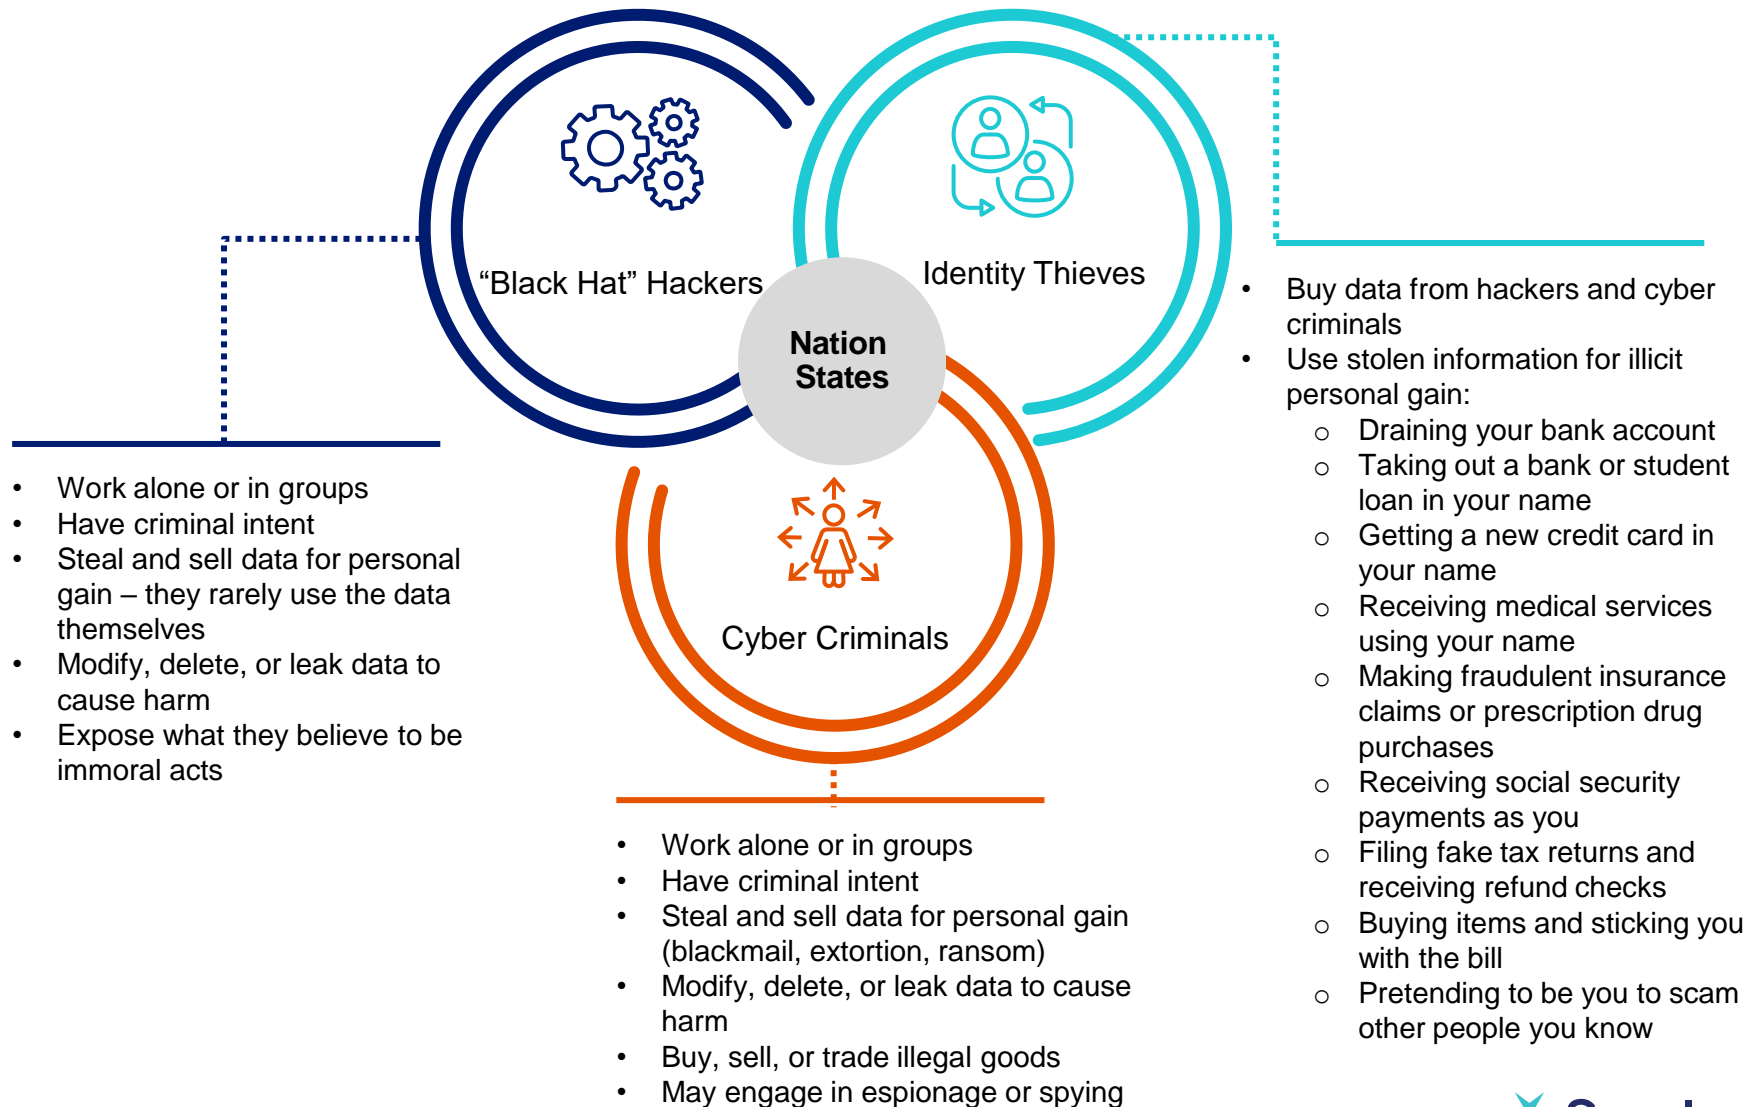 “Black Hat” Hackers
Identity Thieves
Nation
States
Cyber Criminals
• Work alone or in groups
• Have criminal intent
• Steal and sell data for personal
gain – they rarely use the data
themselves
• Modify, delete, or leak data to
cause harm
• Expose what they believe to be
immoral acts
• Work alone or in groups
• Have criminal intent
• Steal and sell data for personal gain
(blackmail, extortion, ransom)
• Modify, delete, or leak data to cause
harm
• Buy, sell, or trade illegal goods
• May engage in espionage or spying
• Buy data from hackers and cyber
criminals
• Use stolen information for illicit
personal gain:
o Draining your bank account
o Taking out a bank or student
loan in your name
o Getting a new credit card in
your name
o Receiving medical services
using your name
o Making fraudulent insurance
claims or prescription drug
purchases
o Receiving social security
payments as you
o Filing fake tax returns and
receiving refund checks
o Buying items and sticking you
with the bill
o Pretending to be you to scam
other people you know